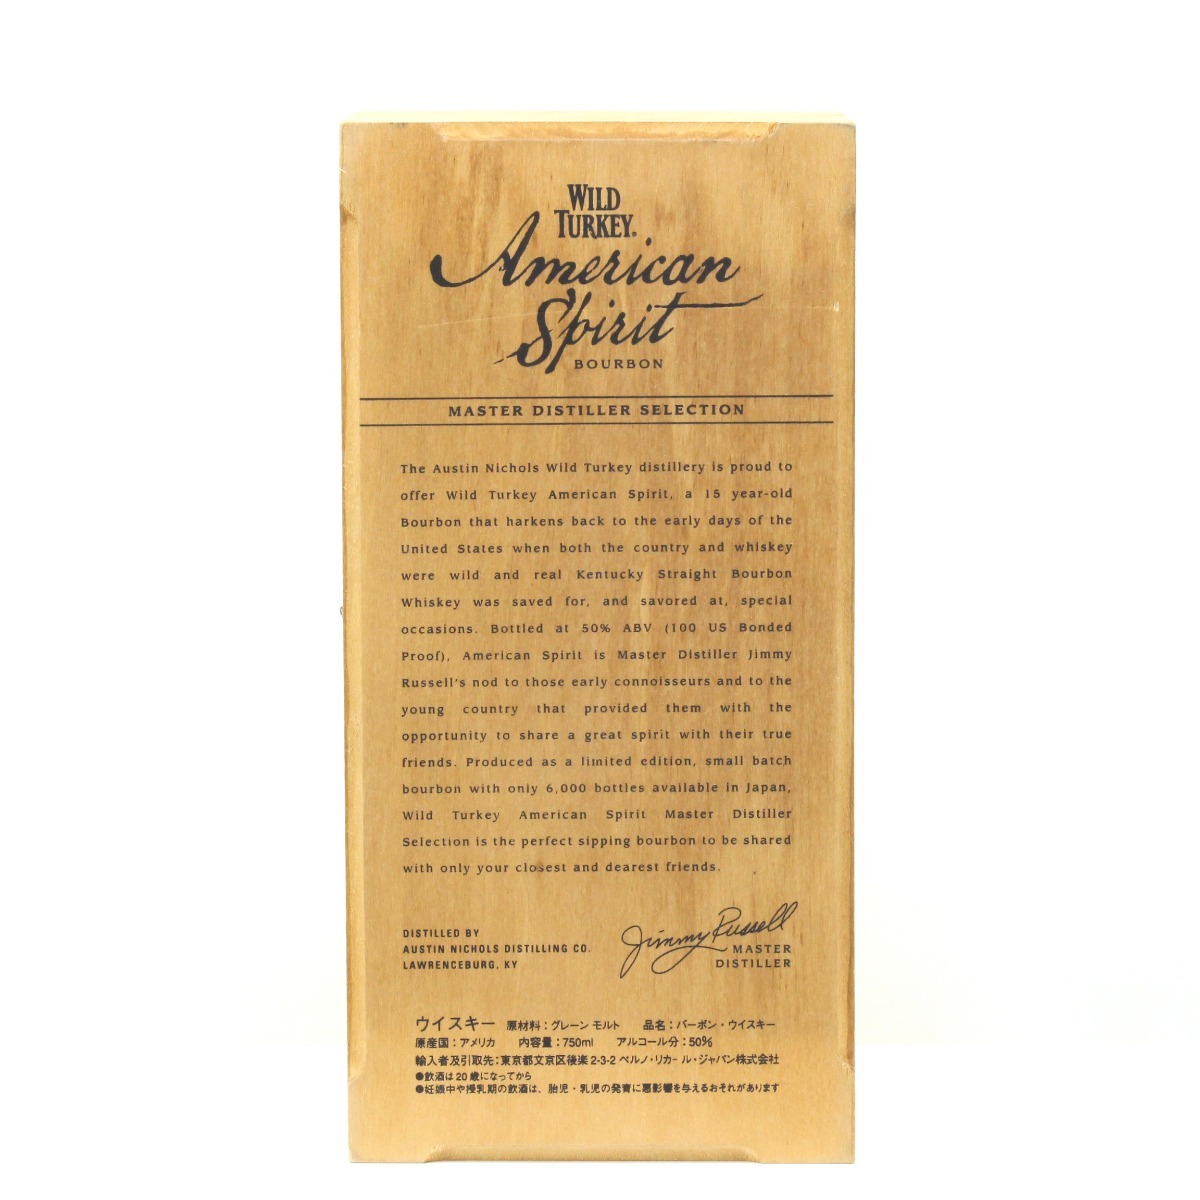 WILD
TURKEY®
American
Spirit
BOURBON
MASTER DISTILLER SELECTION
The Austin Nichols Wild Turkey distillery is proud to
offer Wild Turkey American Spirit, a 15 year-old
Bourbon that harkens back to the early days of the
United States when both the country and whiskey
were wild and real Kentucky Straight Bourbon
Whiskey was saved for, and savored at, special
occasions. Bottled at 50% ABV (100 US Bonded
Proof), American Spirit is Master Distiller Jimmy
Russell's nod to those early connoisseurs and to the
young country that provided them with the
opportunity to share a great spirit with their true
friends. Produced as a limited edition, small batch
bourbon with only 6,000 bottles available in Japan,
Wild Turkey American Spirit Master Distiller
Selection is the perfect sipping bourbon to be shared
with only your closest and dearest friends.
DISTILLED BY
AUSTIN NICHOLS DISTILLING CO.
LAWRENCEBURG, KY
Jimmy Russell
MASTER
DISTILLER
ウイスキー 原材料：グレーン モルト 品名：バーボン・ウイスキー
原産国：アメリカ 内容量：750ml アルコール分：50%
輸入者及引取先：東京都文京区後楽2-3-2 ペルノ・リカール・ジャパン株式会社
●飲酒は20歳になってから
●妊娠中や授乳期の飲酒は、胎児・乳児の発育に悪影響を与えるおそれがあります